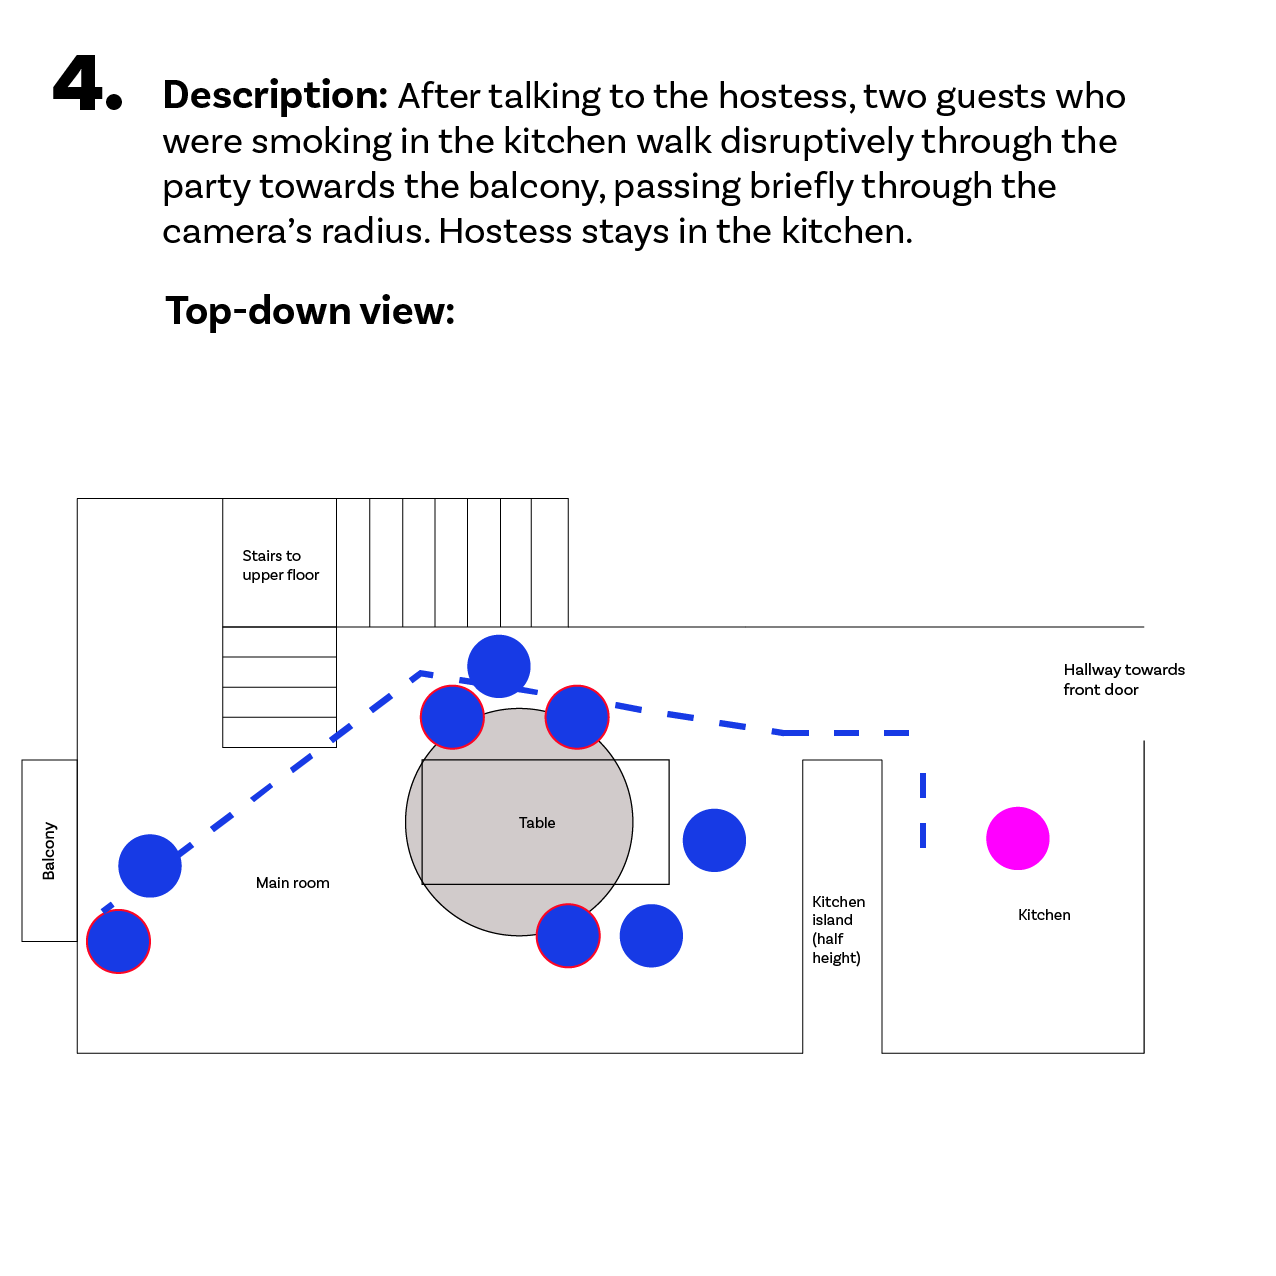 4.
Description: After talking to the hostess, two guests who
were smoking in the kitchen walk disruptively through the
party towards the balcony, passing briefly through the
camera’s radius. Hostess stays in the kitchen.
Top-down view:
Stairs to
upper floor
Hallway towards
front door
Balcony
Table
Main room
Kitchen
island
(half
height)
Kitchen